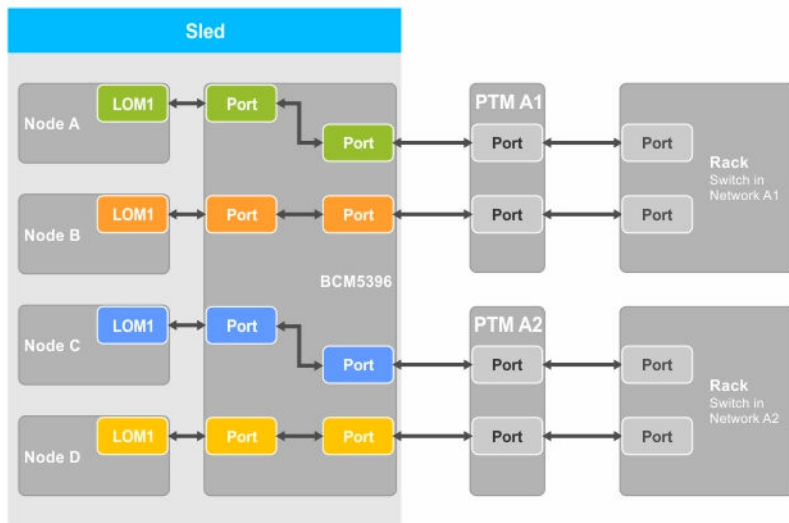 Sled
Node A
LOM1
Port
Port
PTM A1
Port
Port
Rack
Switch in
Network A1
Node B
LOM1
Port
Port
Port
Port
BCM5396
Node C
LOM1
Port
Port
PTM A2
Port
Port
Rack
Switch in
Network A2
Node D
LOM1
Port
Port
Port
Port